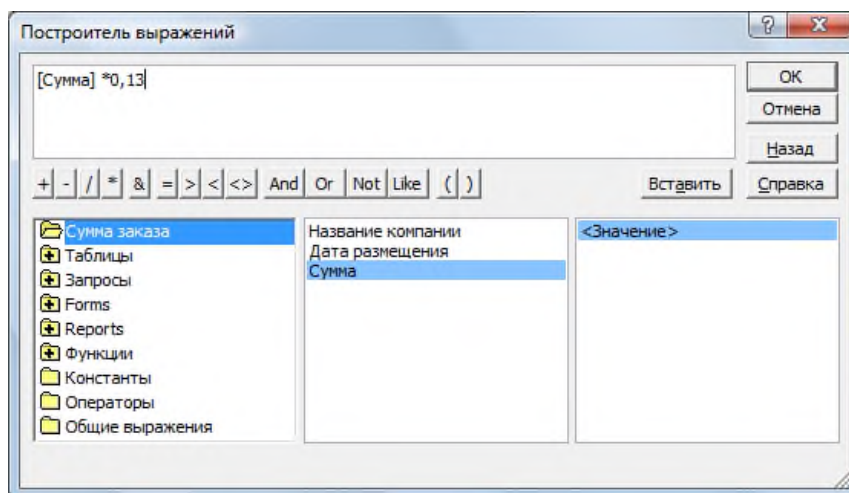 Построитель выражений
?
X
[Сумма] *0,13
OK
Отмена
Назад
+ - / * & = > < <> And Or Not Like ( ) Вставить Справка
Сумма заказа
Таблицы
Запросы
Forms
Reports
Функции
Константы
Операторы
Общие выражения
Название компании
Дата размещения
Сумма
<Значение>